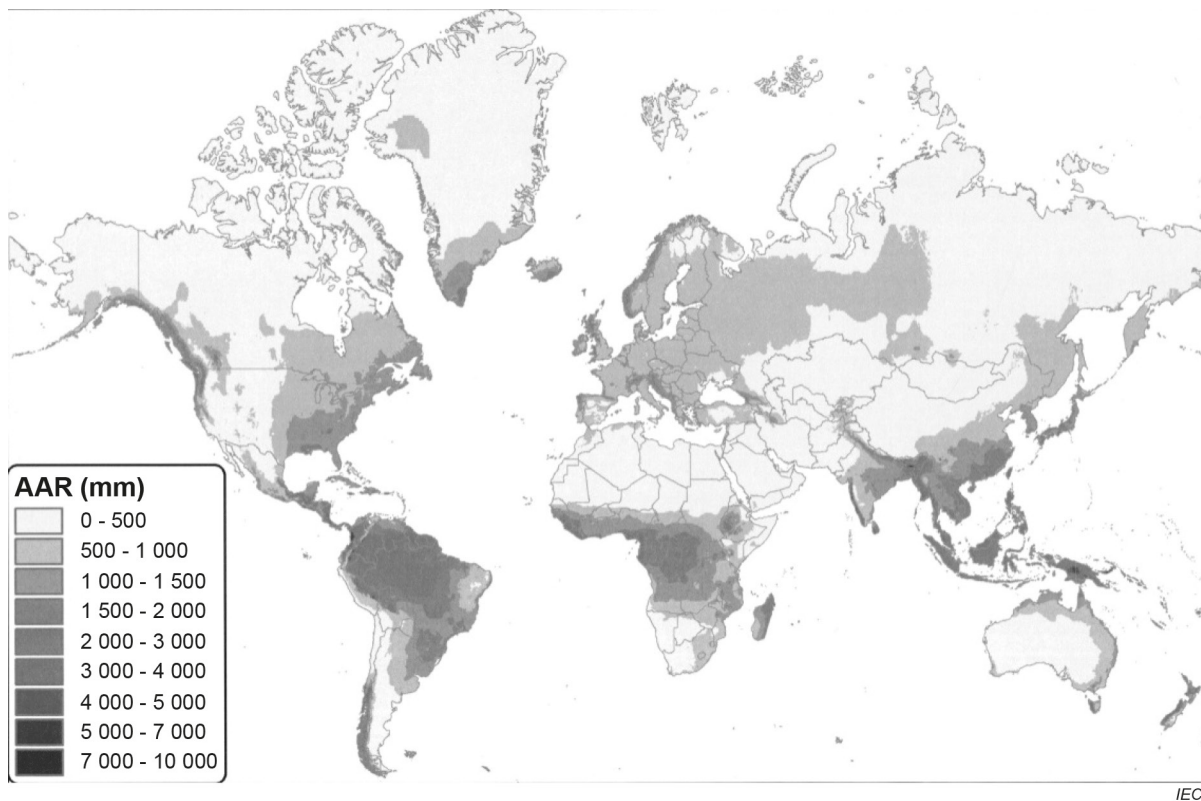 AAR (mm)
0 - 500
500 - 1 000
1 000 - 1 500
1 500 - 2 000
2 000 - 3 000
3 000 - 4 000
4 000 - 5 000
5 000 - 7 000
7 000 - 10 000
IEC